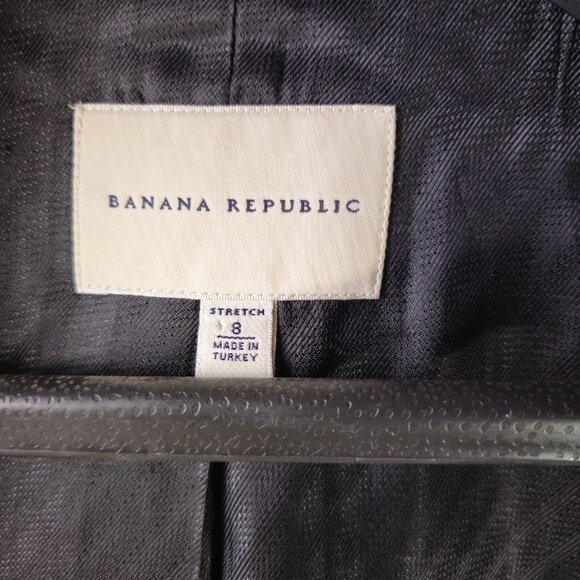 BANANA REPUBLIC
STRETCH
8
MADE IN
TURKEY